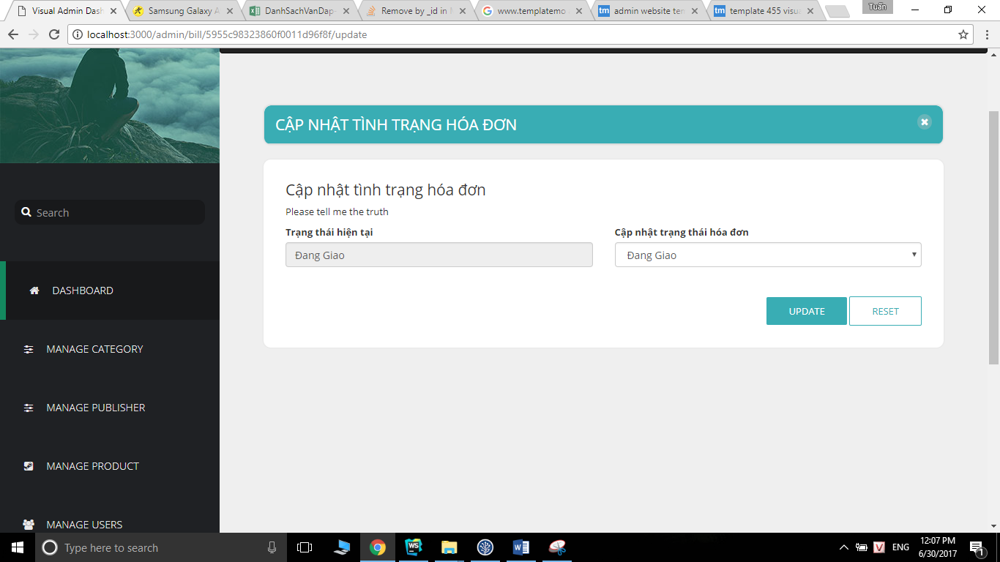 Visual Admin Dash
Samsung Galaxy A
DanhSachVanDap-
Remove by _id in M
www.templatemo
admin website tem
template 455 visua
Tuấn
localhost:3000/admin/bill/5955c98323860f0011d96f8f/update
CẬP NHẬT TÌNH TRẠNG HÓA ĐƠN
Cập nhật tình trạng hóa đơn
Please tell me the truth
Trạng thái hiện tại
Cập nhật trạng thái hóa đơn
Đang Giao
Đang Giao
UPDATE
RESET
Search
DASHBOARD
MANAGE CATEGORY
MANAGE PUBLISHER
MANAGE PRODUCT
MANAGE USERS
Type here to search
ENG
12:07 PM
6/30/2017